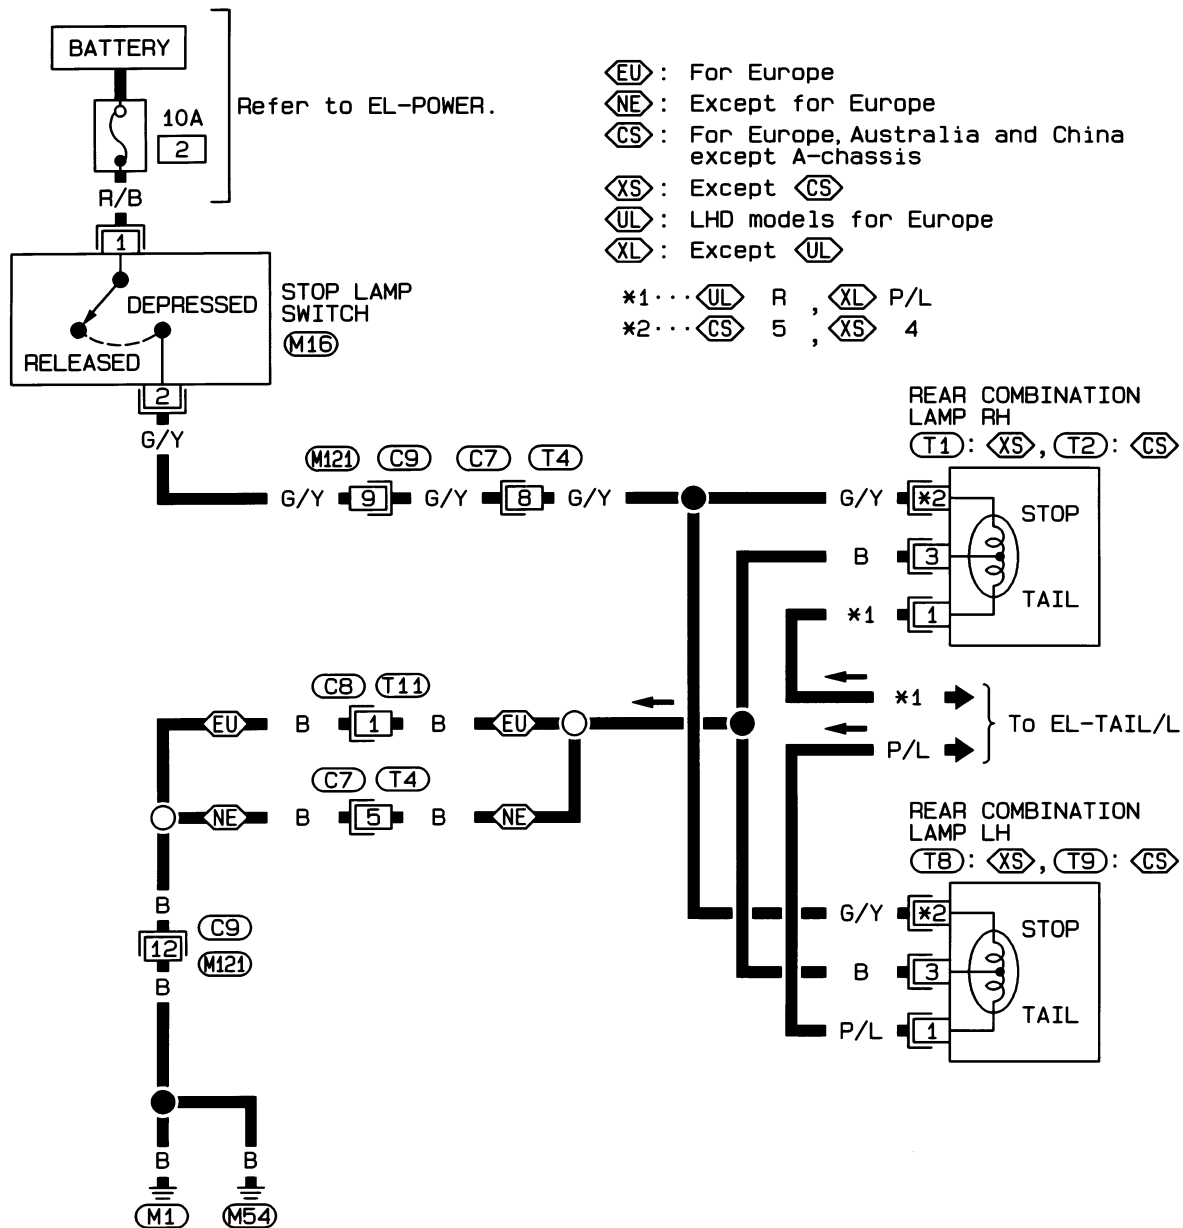 BATTERY
10A
2
Refer to EL-POWER.
R/B
1
DEPRESSED
RELEASED
STOP LAMP
SWITCH
M16
2
G/Y
EU: For Europe
NE: Except for Europe
CS: For Europe, Australia and China
except A-chassis
XS: Except CS
UL: LHD models for Europe
XL: Except UL
*1··· UL R , XL P/L
*2··· CS 5 , XS 4
REAR COMBINATION
LAMP RH
T1: XS, T2: CS
M121 C9 C7 T4
G/Y 9 G/Y 8 G/Y G/Y *2
STOP
B 3
TAIL
*1 1
*1
To EL-TAIL/L
P/L
C8 T11
EU B 1 B EU
C7 T4
NE B 5 B NE
REAR COMBINATION
LAMP LH
T8: XS, T9: CS
G/Y *2
STOP
B 3
TAIL
P/L 1
B
12
C9
M121
B
B B
M1 M54